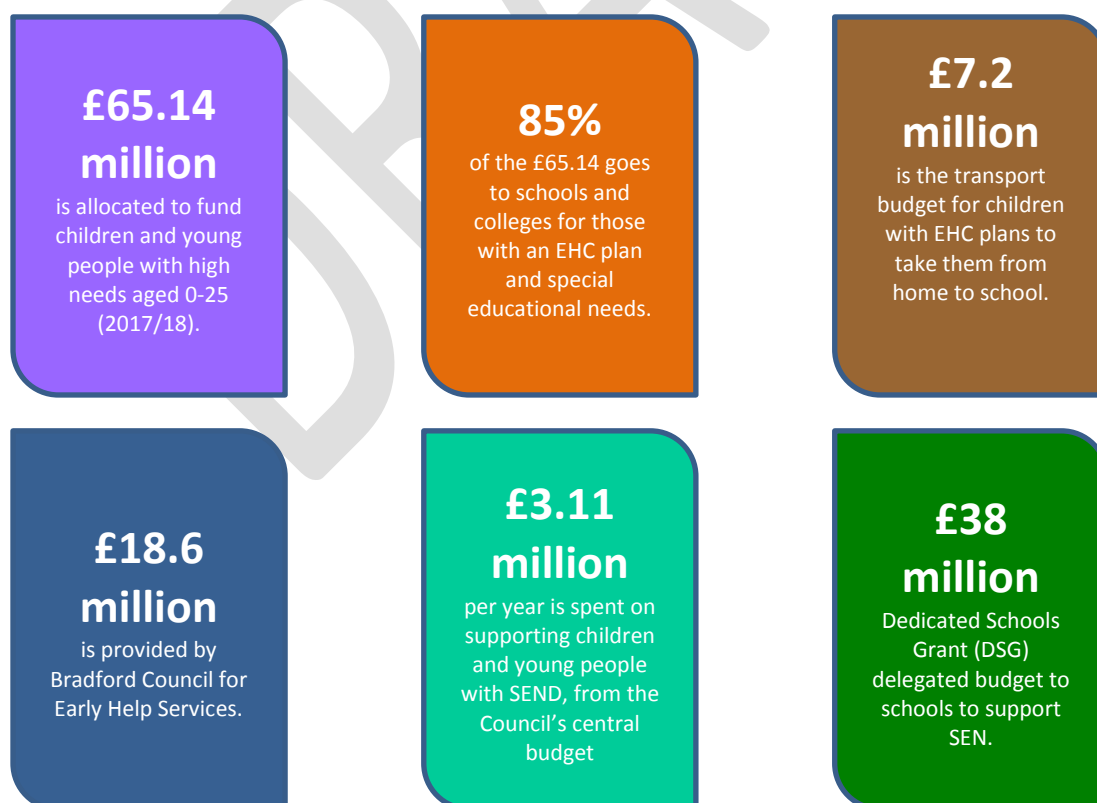 £65.14
million
is allocated to fund
children and young
people with high
needs aged 0-25
(2017/18).
85%
of the £65.14 goes
to schools and
colleges for those
with an EHC plan
and special
educational needs.
£7.2
million
is the transport
budget for children
with EHC plans to
take them from
home to school.
£18.6
million
is provided by
Bradford Council for
Early Help Services.
£3.11
million
per year is spent on
supporting children
and young people
with SEND, from the
Council’s central
budget
£38
million
Dedicated Schools
Grant (DSG)
delegated budget to
schools to support
SEN.